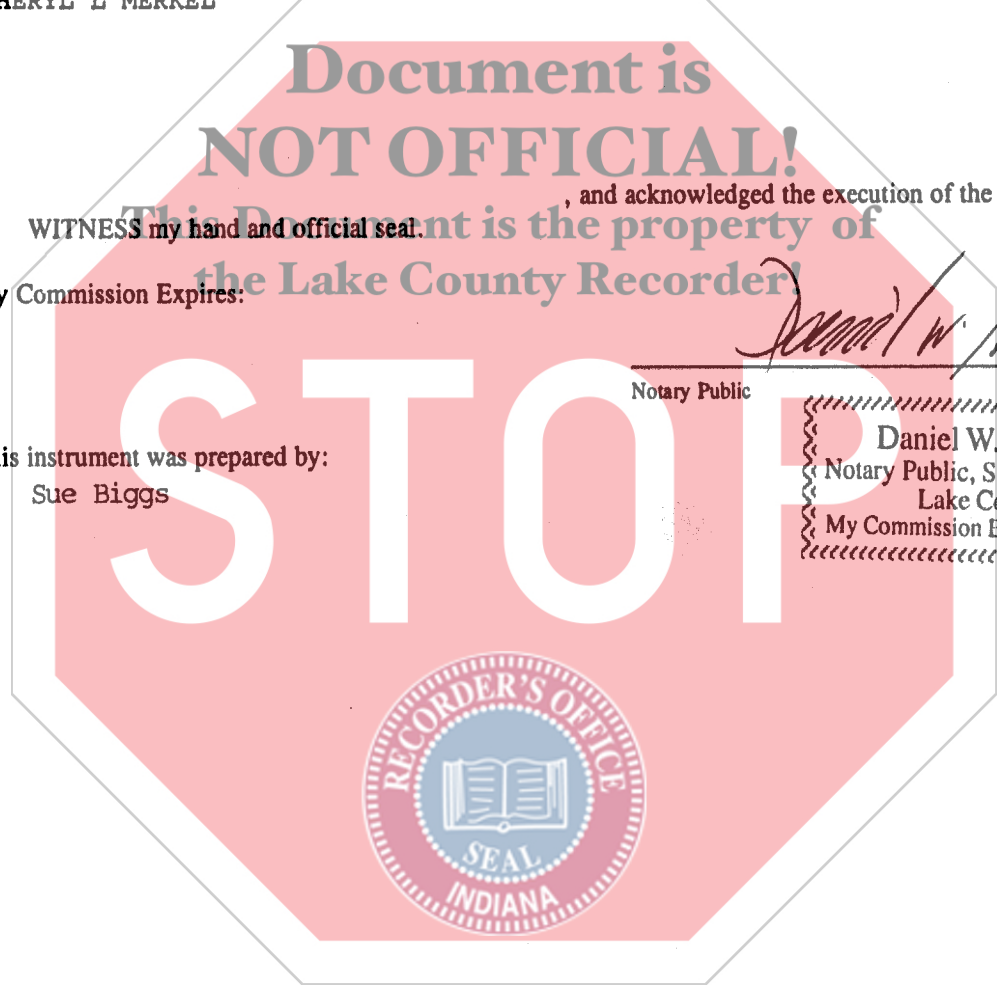 HERYL L MERKEL
Document is
NOT OFFICIAL!
, and acknowledged the execution of the
WITNESS my hand and official seal.
This Document is the property of
the Lake County Recorder!
y Commission Expires:
STOP
Notary Public
Daniel W.
Notary Public, S
Lake Co
My Commission E
is instrument was prepared by:
Sue Biggs
RECORDER'S OFFICE
SEAL
INDIANA